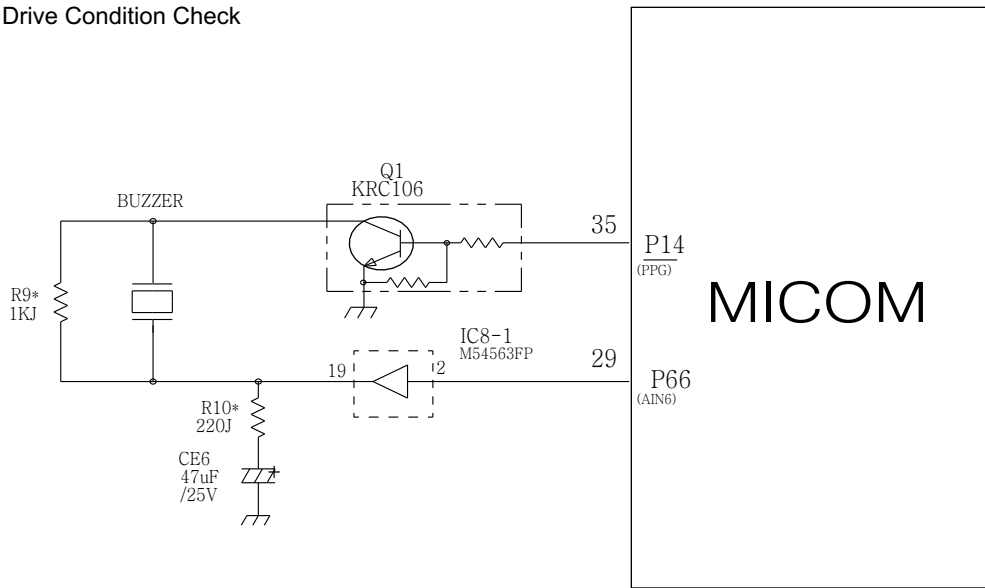 Drive Condition Check
Q1
KRC106
BUZZER
35
P14
(PPG)
R9*
1KJ
MICOM
IC8-1
M54563FP
19
2
29
P66
(AIN6)
R10*
220J
CE6
47uF
/25V
+